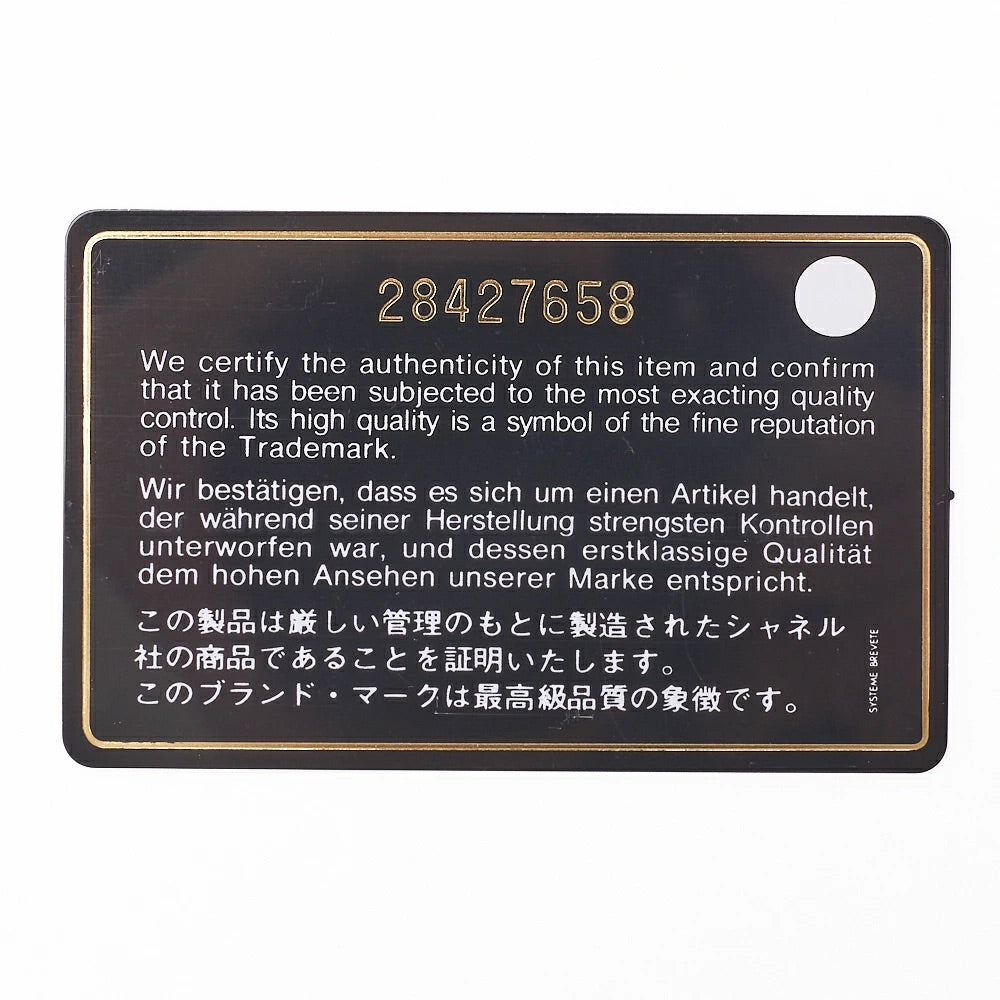 28427658
We certify the authenticity of this item and confirm
that it has been subjected to the most exacting quality
control. Its high quality is a symbol of the fine reputation
of the Trademark.
Wir bestätigen, dass es sich um einen Artikel handelt,
der während seiner Herstellung strengsten Kontrollen
unterworfen war, und dessen erstklassige Qualität
dem hohen Ansehen unserer Marke entspricht.
この製品は厳しい管理のもとに製造されたシャネル
社の商品であることを証明いたします。
このブランド・マークは最高級品質の象徴です。
SYSTEME BREVETE